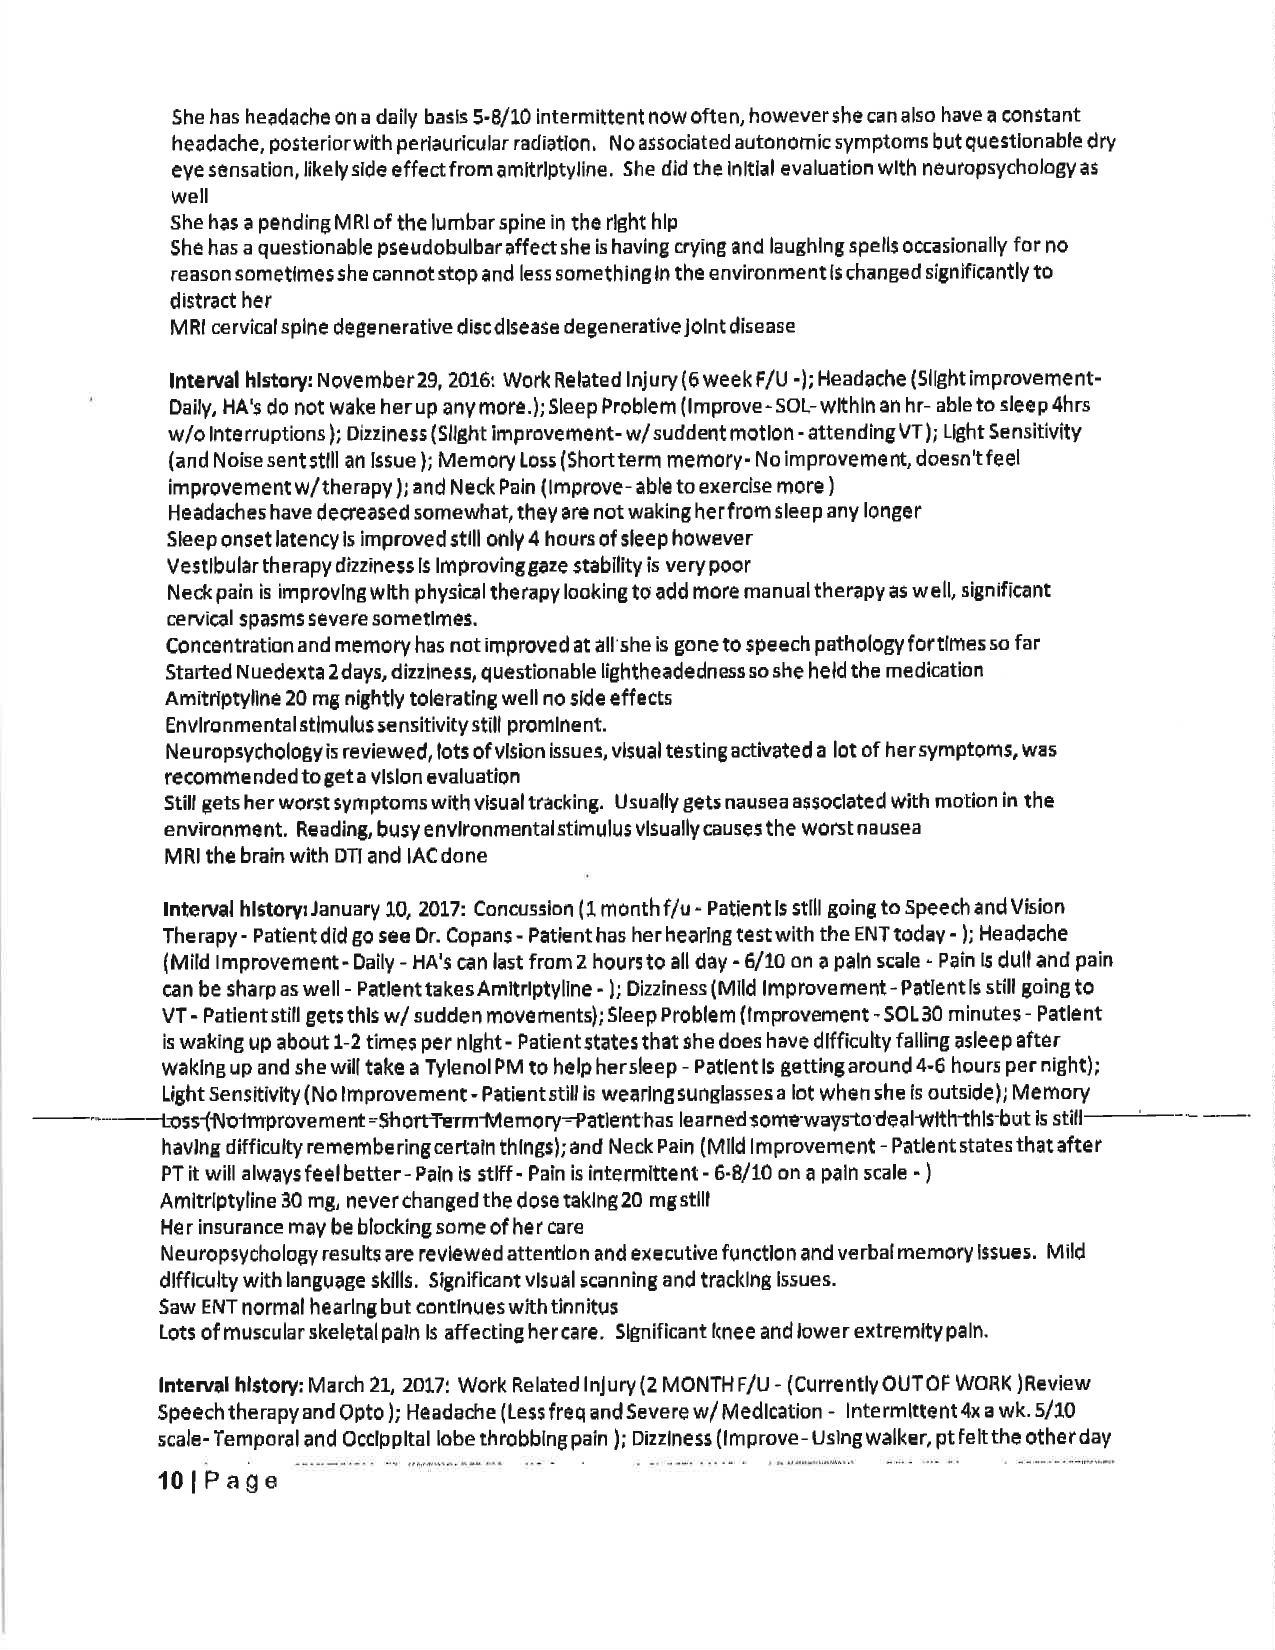 She has headache on a daily basis 5-8/10 intermittent now often, however she can also have a constant
headache, posterior with periauricular radiation. No associated autonomic symptoms but questionable dry
eye sensation, likely side effect from amitriptyline. She did the initial evaluation with neuropsychology as
well
She has a pending MRI of the lumbar spine in the right hip
She has a questionable pseudobulbar affect she is having crying and laughing spells occasionally for no
reason sometimes she cannot stop and less something in the environment is changed significantly to
distract her
MRI cervical spine degenerative disc disease degenerative joint disease
Interval history: November 29, 2016: Work Related Injury (6 week F/U -); Headache (Slight improvement-
Daily, HA's do not wake her up any more.); Sleep Problem (Improve - SOL- within an hr- able to sleep 4hrs
w/o interruptions ); Dizziness (Slight improvement- w/ suddent motion - attending VT ); Light Sensitivity
(and Noise sent still an issue ); Memory Loss (Short term memory- No improvement, doesn't feel
improvement w/ therapy ); and Neck Pain (Improve- able to exercise more )
Headaches have decreased somewhat, they are not waking her from sleep any longer
Sleep onset latency is improved still only 4 hours of sleep however
Vestibular therapy dizziness is improving gaze stability is very poor
Neck pain is improving with physical therapy looking to add more manual therapy as well, significant
cervical spasms severe sometimes.
Concentration and memory has not improved at all she is gone to speech pathology for times so far
Started Nuedexta 2 days, dizziness, questionable lightheadedness so she held the medication
Amitriptyline 20 mg nightly tolerating well no side effects
Environmental stimulus sensitivity still prominent.
Neuropsychology is reviewed, lots of vision issues, visual testing activated a lot of her symptoms, was
recommended to get a vision evaluation
Still gets her worst symptoms with visual tracking. Usually gets nausea associated with motion in the
environment. Reading, busy environmental stimulus visually causes the worst nausea
MRI the brain with DTI and IAC done
Interval history: January 10, 2017: Concussion (1 month f/u - Patient is still going to Speech and Vision
Therapy - Patient did go see Dr. Copans - Patient has her hearing test with the ENT today - ); Headache
(Mild Improvement - Daily - HA's can last from 2 hours to all day - 6/10 on a pain scale - Pain is dull and pain
can be sharp as well - Patient takes Amitriptyline - ); Dizziness (Mild Improvement - Patient is still going to
VT - Patient still gets this w/ sudden movements); Sleep Problem (Improvement - SOL 30 minutes - Patient
is waking up about 1-2 times per night - Patient states that she does have difficulty falling asleep after
waking up and she will take a Tylenol PM to help her sleep - Patient is getting around 4-6 hours per night);
Light Sensitivity (No Improvement - Patient still is wearing sunglasses a lot when she is outside); Memory
Loss (No Improvement - Short Term Memory - Patient has learned some ways to deal with this but is still
having difficulty remembering certain things); and Neck Pain (Mild Improvement - Patient states that after
PT it will always feel better - Pain is stiff - Pain is intermittent - 6-8/10 on a pain scale - )
Amitriptyline 30 mg, never changed the dose taking 20 mg still
Her insurance may be blocking some of her care
Neuropsychology results are reviewed attention and executive function and verbal memory issues. Mild
difficulty with language skills. Significant visual scanning and tracking issues.
Saw ENT normal hearing but continues with tinnitus
Lots of muscular skeletal pain is affecting her care. Significant knee and lower extremity pain.
Interval history: March 21, 2017: Work Related Injury (2 MONTH F/U - (Currently OUT OF WORK ) Review
Speech therapy and Opto ); Headache (Less freq and Severe w/ Medication - Intermittent 4x a wk. 5/10
scale- Temporal and Occippital lobe throbbing pain ); Dizziness (Improve- Using walker, pt felt the other day
10 | P a g e